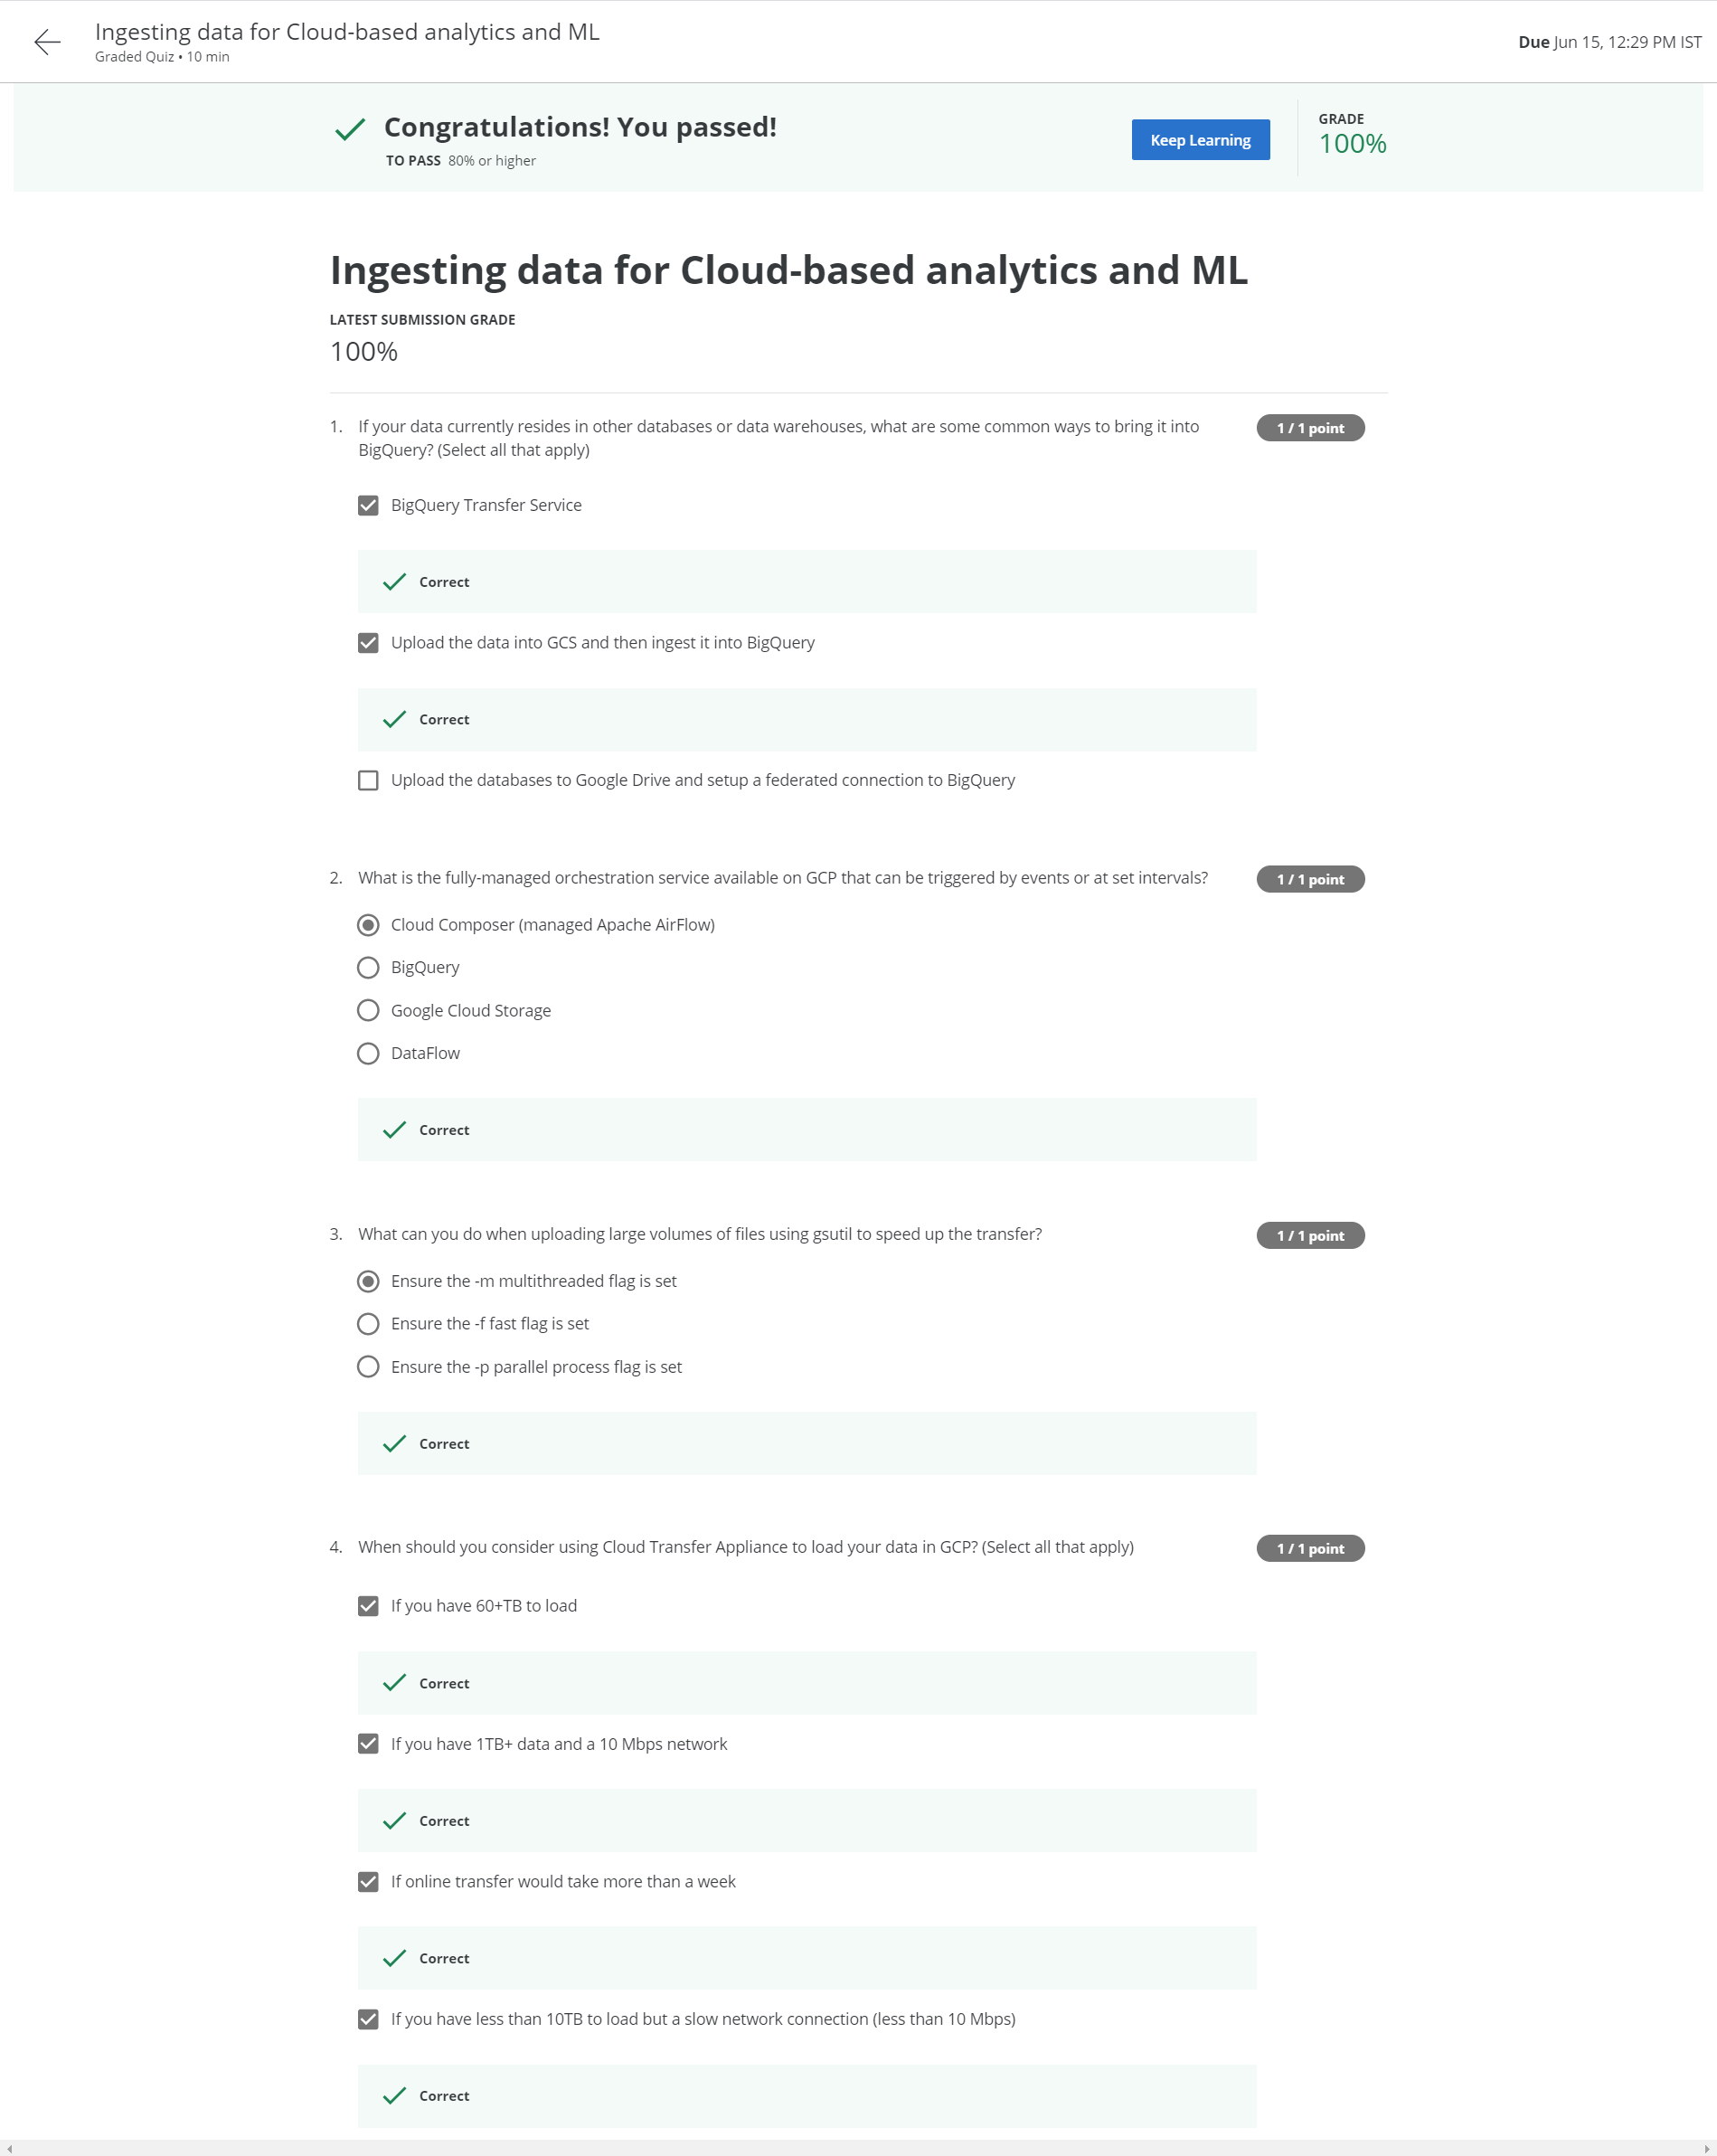 Ingesting data for Cloud-based analytics and ML
Graded Quiz • 10 min
Due Jun 15, 12:29 PM IST
Congratulations! You passed!
TO PASS 80% or higher
Keep Learning
GRADE
100%
Ingesting data for Cloud-based analytics and ML
LATEST SUBMISSION GRADE
100%
1. If your data currently resides in other databases or data warehouses, what are some common ways to bring it into
BigQuery? (Select all that apply)
1 / 1 point
BigQuery Transfer Service
Correct
Upload the data into GCS and then ingest it into BigQuery
Correct
Upload the databases to Google Drive and setup a federated connection to BigQuery
2. What is the fully-managed orchestration service available on GCP that can be triggered by events or at set intervals?
1 / 1 point
Cloud Composer (managed Apache AirFlow)
BigQuery
Google Cloud Storage
DataFlow
Correct
3. What can you do when uploading large volumes of files using gsutil to speed up the transfer?
1 / 1 point
Ensure the -m multithreaded flag is set
Ensure the -f fast flag is set
Ensure the -p parallel process flag is set
Correct
4. When should you consider using Cloud Transfer Appliance to load your data in GCP? (Select all that apply)
1 / 1 point
If you have 60+TB to load
Correct
If you have 1TB+ data and a 10 Mbps network
Correct
If online transfer would take more than a week
Correct
If you have less than 10TB to load but a slow network connection (less than 10 Mbps)
Correct